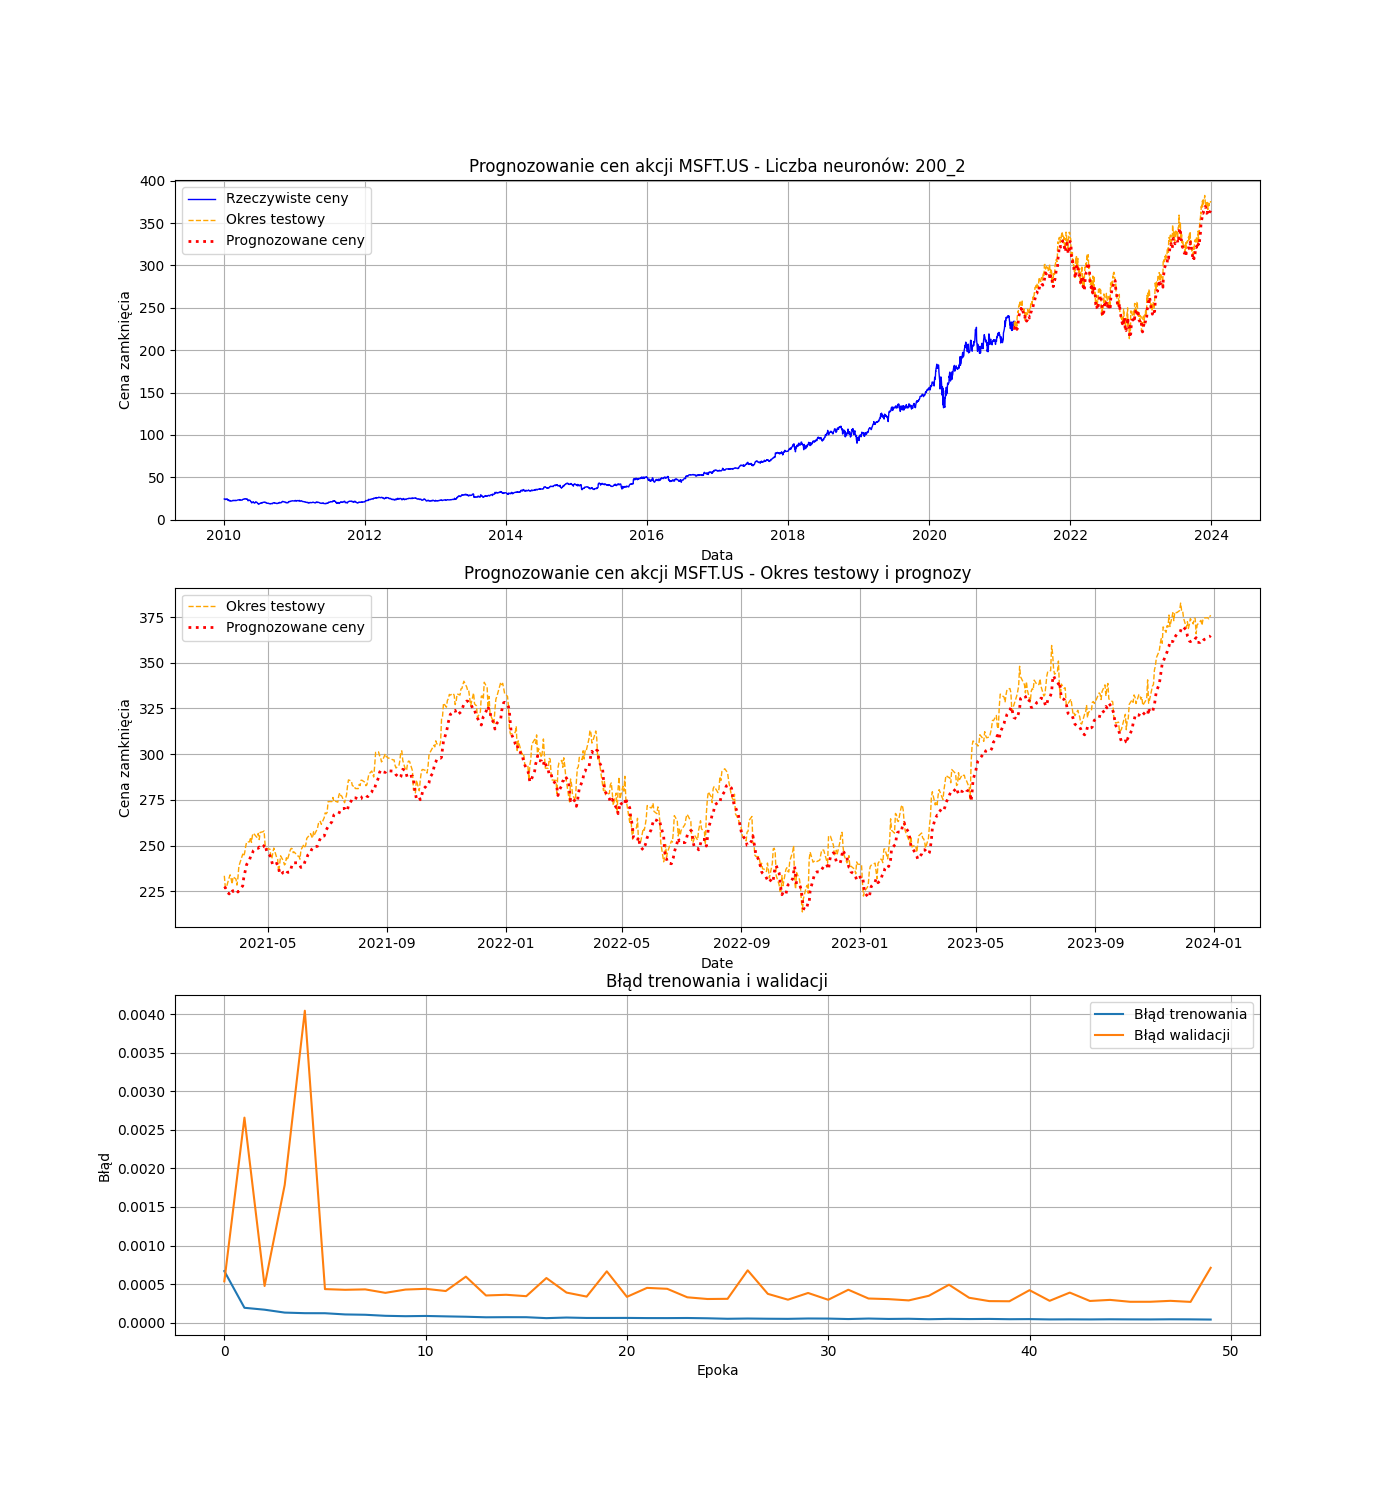 Prognozowanie cen akcji MSFT.US - Liczba neuronów: 200_2
400
350
300
250
200
150
100
50
0
Cena zamknięcia
Rzeczywiste ceny
Okres testowy
Prognozowane ceny
2010 2012 2014 2016 2018 2020 2022 2024
Data
Prognozowanie cen akcji MSFT.US - Okres testowy i prognozy
375
350
325
300
275
250
225
Cena zamknięcia
Okres testowy
Prognozowane ceny
2021-05 2021-09 2022-01 2022-05 2022-09 2023-01 2023-05 2023-09 2024-01
Date
Błąd trenowania i walidacji
0.0040
0.0035
0.0030
0.0025
0.0020
0.0015
0.0010
0.0005
0.0000
Błąd
Błąd trenowania
Błąd walidacji
0 10 20 30 40 50
Epoka